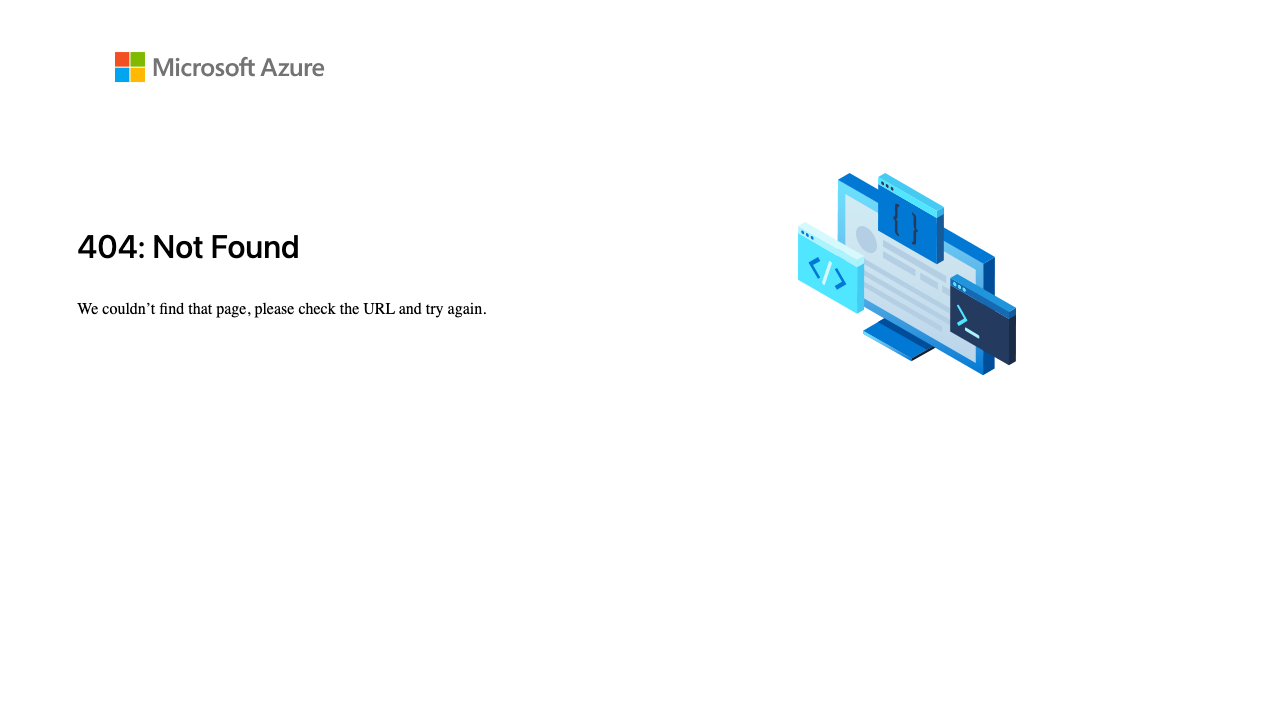 Microsoft Azure
404: Not Found
We couldn’t find that page, please check the URL and try again.
{ }
</>
>_